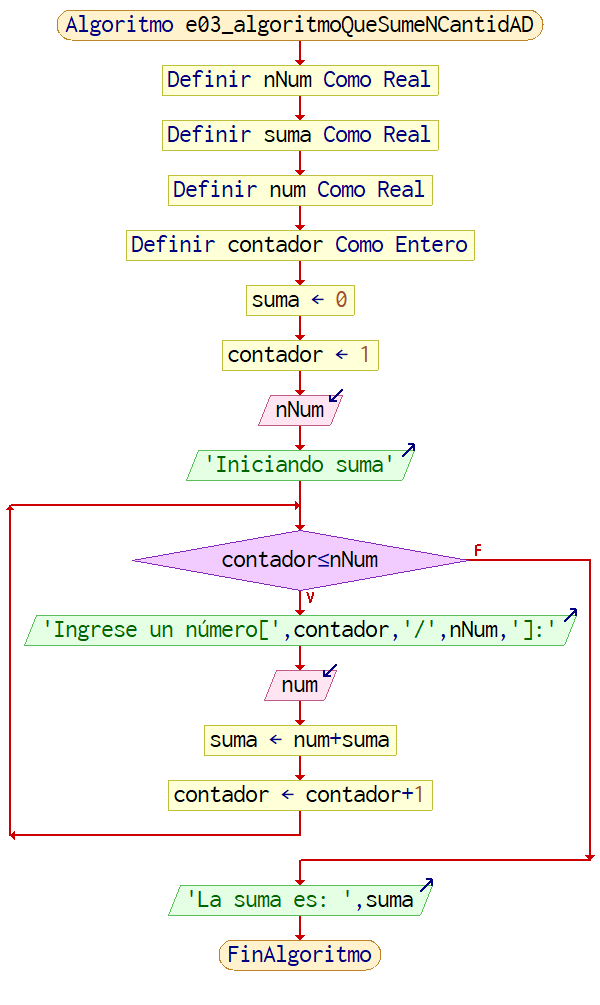 Algoritmo e03_algoritmoQueSumeNCantidAD
Definir nNum Como Real
Definir suma Como Real
Definir num Como Real
Definir contador Como Entero
suma ← 0
contador ← 1
nNum
'Iniciando suma'
contador≤nNum
F
V
'Ingrese un número[',contador,'/',nNum,']:'
num
suma ← num+suma
contador ← contador+1
'La suma es: ',suma
FinAlgoritmo